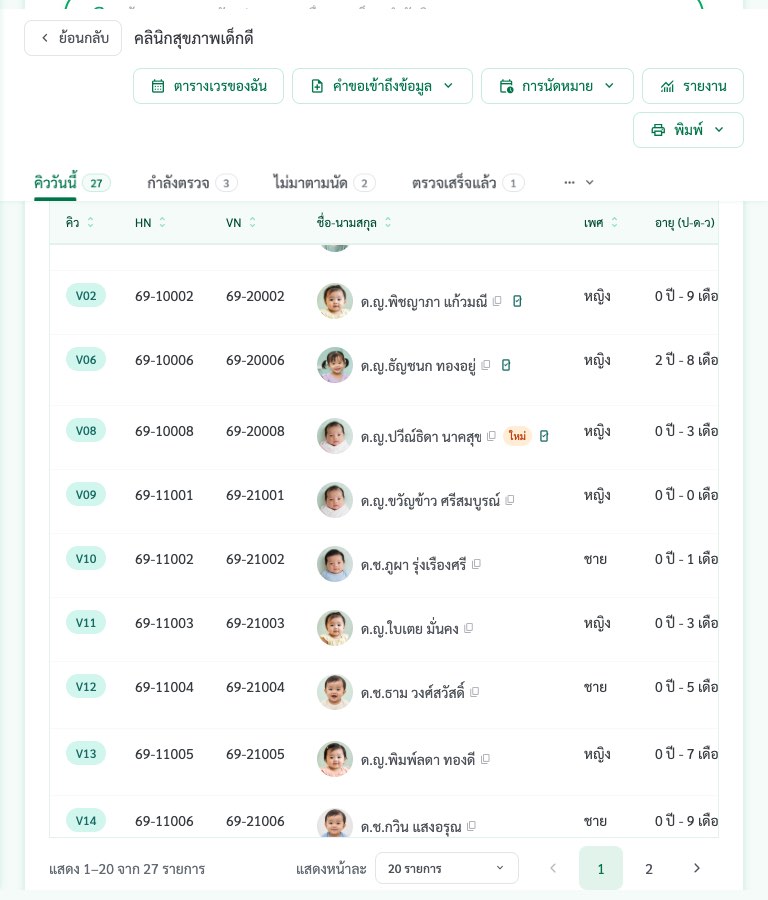 ย้อนกลับ คลินิกสุขภาพเด็กดี
ตารางเวรของฉัน คำขอเข้าถึงข้อมูล การนัดหมาย รายงาน
พิมพ์
คิววันนี้ 27 กำลังตรวจ 3 ไม่มาตามนัด 2 ตรวจเสร็จแล้ว 1 ...
คิว HN VN ชื่อ-นามสกุล เพศ อายุ (ป-ด-ว)
V02 69-10002 69-20002 ด.ญ.พิชญาภา แก้วมณี หญิง 0 ปี - 9 เดือ
V06 69-10006 69-20006 ด.ญ.ธัญชนก ทองอยู่ หญิง 2 ปี - 8 เดือ
V08 69-10008 69-20008 ด.ญ.ปวีณ์ธิดา นาคสุข ใหม่ หญิง 0 ปี - 3 เดือ
V09 69-11001 69-21001 ด.ญ.ขวัญข้าว ศรีสมบูรณ์ หญิง 0 ปี - 0 เดือ
V10 69-11002 69-21002 ด.ช.ภูผา รุ่งเรืองศรี ชาย 0 ปี - 1 เดือ
V11 69-11003 69-21003 ด.ญ.ใบเตย มั่นคง หญิง 0 ปี - 3 เดือ
V12 69-11004 69-21004 ด.ช.ธาม วงศ์สวัสดิ์ ชาย 0 ปี - 5 เดือ
V13 69-11005 69-21005 ด.ญ.พิมพ์ลดา ทองดี หญิง 0 ปี - 7 เดือ
V14 69-11006 69-21006 ด.ช.กวิน แสงอรุณ ชาย 0 ปี - 9 เดือ
แสดง 1–20 จาก 27 รายการ แสดงหน้าละ 20 รายการ 1 2